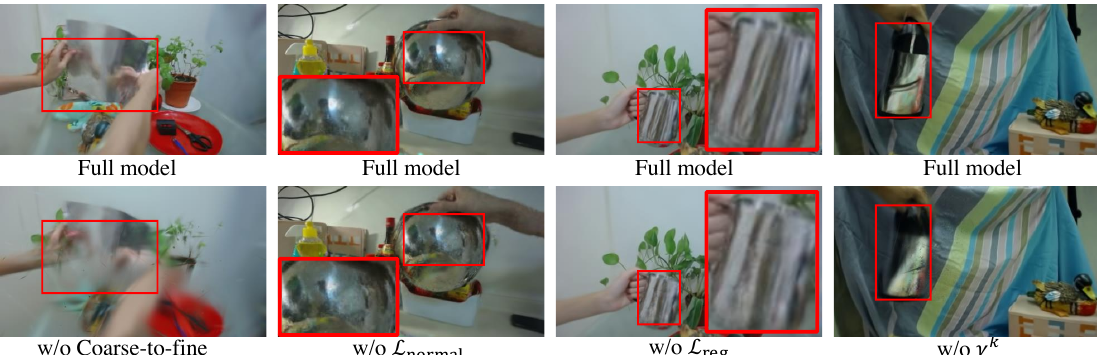 Full model
Full model
Full model
Full model
w/o Coarse-to-fine
w/o ℒnormal
w/o ℒreg
w/o γᵏ